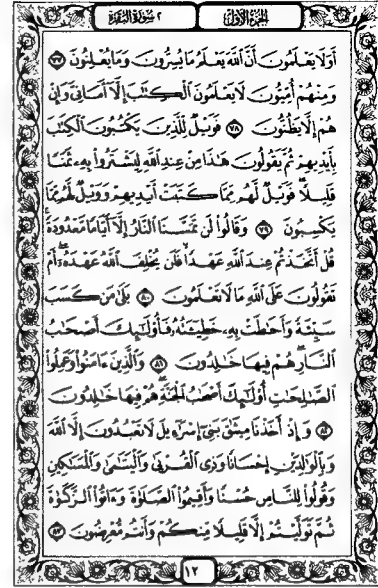 الجزء الأول
٢ سورة البقرة
أَوَلَا يَعْلَمُونَ أَنَّ ٱللَّهَ يَعْلَمُ مَا يُسِرُّونَ وَمَا يُعْلِنُونَ ٧٧
وَمِنْهُمْ أُمِّيُّونَ لَا يَعْلَمُونَ ٱلْكِتَٰبَ إِلَّآ أَمَانِىَّ وَإِنْ
هُمْ إِلَّا يَظُنُّونَ ٧٨ فَوَيْلٌ لِّلَّذِينَ يَكْتُبُونَ ٱلْكِتَٰبَ
بِأَيْدِيهِمْ ثُمَّ يَقُولُونَ هَٰذَا مِنْ عِندِ ٱللَّهِ لِيَشْتَرُوا۟ بِهِۦ ثَمَنًا
قَلِيلًا ۖ فَوَيْلٌ لَّهُم مِّمَّا كَتَبَتْ أَيْدِيهِمْ وَوَيْلٌ لَّهُم مِّمَّا
يَكْسِبُونَ ٧٩ وَقَالُوا۟ لَن تَمَسَّنَا ٱلنَّارُ إِلَّآ أَيَّامًا مَّعْدُودَةً ۚ
قُلْ أَتَّخَذْتُمْ عِندَ ٱللَّهِ عَهْدًا فَلَن يُخْلِفَ ٱللَّهُ عَهْدَهُۥٓ ۖ أَمْ
تَقُولُونَ عَلَى ٱللَّهِ مَا لَا تَعْلَمُونَ ٨٠ بَلَىٰ مَن كَسَبَ
سَيِّئَةً وَأَحَٰطَتْ بِهِۦ خَطِيٓـَٔتُهُۥ فَأُو۟لَٰٓئِكَ أَصْحَٰبُ
ٱلنَّارِ ۖ هُمْ فِيهَا خَٰلِدُونَ ٨١ وَٱلَّذِينَ ءَامَنُوا۟ وَعَمِلُوا۟
ٱلصَّٰلِحَٰتِ أُو۟لَٰٓئِكَ أَصْحَٰبُ ٱلْجَنَّةِ ۖ هُمْ فِيهَا خَٰلِدُونَ
٨٢ وَإِذْ أَخَذْنَا مِيثَٰقَ بَنِىٓ إِسْرَٰٓءِيلَ لَا تَعْبُدُونَ إِلَّا ٱللَّهَ
وَبِٱلْوَٰلِدَيْنِ إِحْسَانًا وَذِى ٱلْقُرْبَىٰ وَٱلْيَتَٰمَىٰ وَٱلْمَسَٰكِينِ
وَقُولُوا۟ لِلنَّاسِ حُسْنًا وَأَقِيمُوا۟ ٱلصَّلَوٰةَ وَءَاتُوا۟ ٱلزَّكَوٰةَ
ثُمَّ تَوَلَّيْتُمْ إِلَّا قَلِيلًا مِّنكُمْ وَأَنتُم مُّعْرِضُونَ ٨٣
١٢